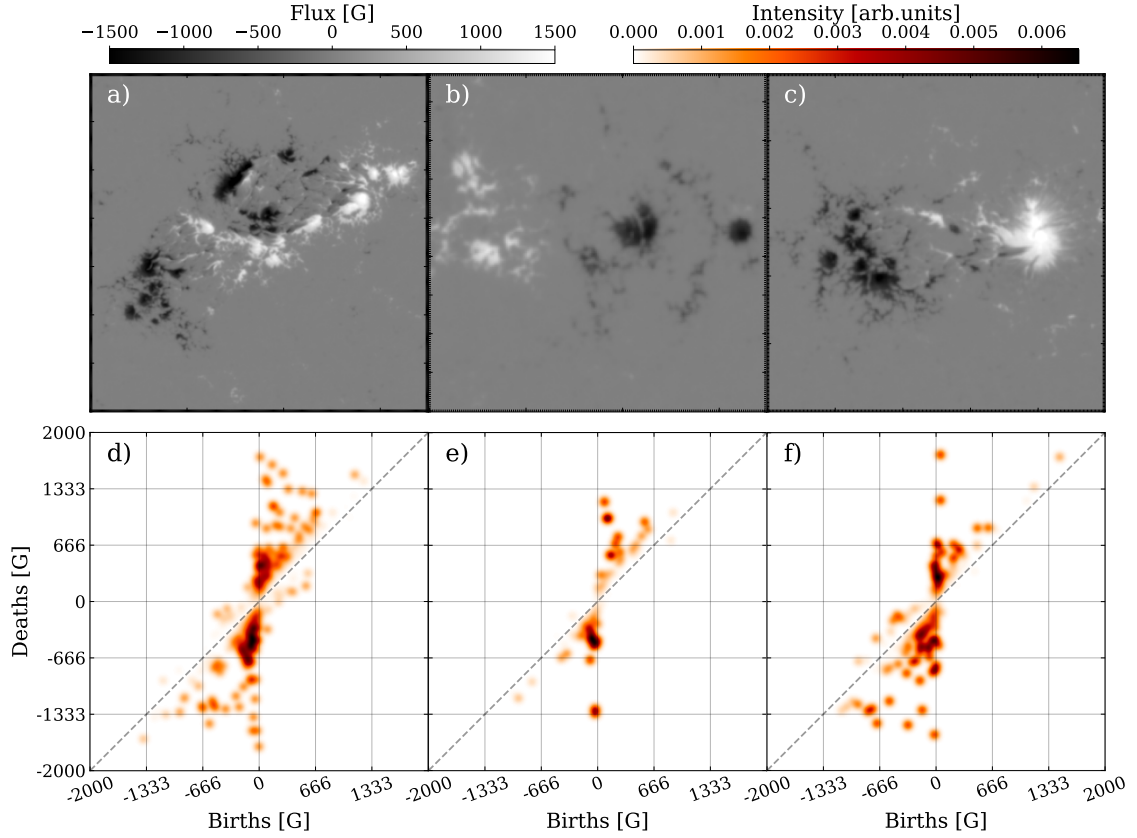 Flux [G] Intensity [arb.units]
−1500 −1000 −500 0 500 1000 1500 0.000 0.001 0.002 0.003 0.004 0.005 0.006
a) b) c)
2000 d) e) f)
1333
666
Deaths [G] 0
-666
-1333
-2000
-2000 -1333 -666 0 666 1333 -2000 -1333 -666 0 666 1333 -2000 -1333 -666 0 666 1333 2000
Births [G] Births [G] Births [G]